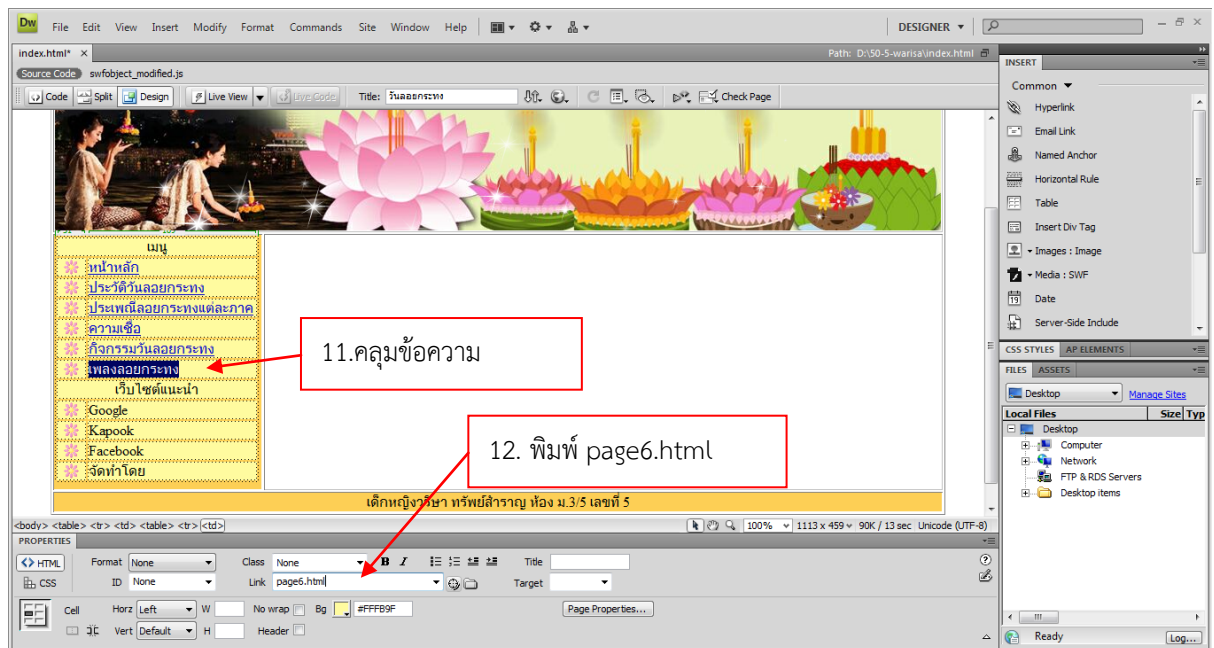 Dw File Edit View Insert Modify Format Commands Site Window Help DESIGNER
index.html* × Path: D:\50-5-warisa\index.html
Source Code swfobject_modified.js
Code Split Design Live View Live Code Title: วันลอยกระทง Check Page
เมนู
หน้าหลัก
ประวัติวันลอยกระทง
ประเพณีลอยกระทงแต่ละภาค
ความเชื่อ
กิจกรรมวันลอยกระทง
เพลงลอยกระทง
เว็บไซต์แนะนำ
Google
Kapook
Facebook
จัดทำโดย
11.คลุมข้อความ
12. พิมพ์ page6.html
เด็กหญิงวาริษา ทรัพย์สำราญ ห้อง ม.3/5 เลขที่ 5
<body> <table> <tr> <td> <table> <tr> <td> 100% 1113 x 459 90K / 13 sec Unicode (UTF-8)
PROPERTIES
HTML Format None Class None B I Title
CSS ID None Link page6.html Target
Cell Horz Left W No wrap Bg #FFFB9F Page Properties...
Vert Default H Header
INSERT
Common
Hyperlink
Email Link
Named Anchor
Horizontal Rule
Table
Insert Div Tag
Images : Image
Media : SWF
19 Date
Server-Side Include
CSS STYLES AP ELEMENTS
FILES ASSETS
Desktop Manage Sites
Local Files Size Typ
Desktop
Computer
Network
FTP & RDS Servers
Desktop items
Ready Log...